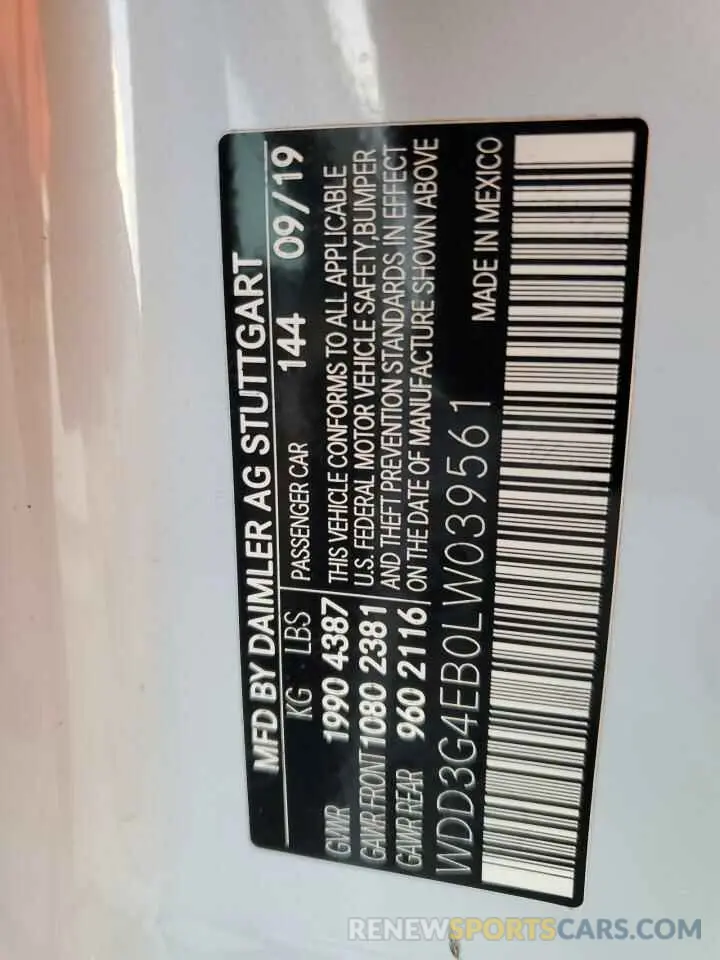 MFD BY DAIMLER AG STUTTGART
KG LBS PASSENGER CAR 144 09/19
GVWR 1990 4387 THIS VEHICLE CONFORMS TO ALL APPLICABLE
GAWR FRONT 1080 2381 U.S. FEDERAL MOTOR VEHICLE SAFETY,BUMPER
GAWR REAR 960 2116 AND THEFT PREVENTION STANDARDS IN EFFECT
ON THE DATE OF MANUFACTURE SHOWN ABOVE
WDD3G4EB0LW039561 MADE IN MEXICO
RENEWSPORTSCARS.COM